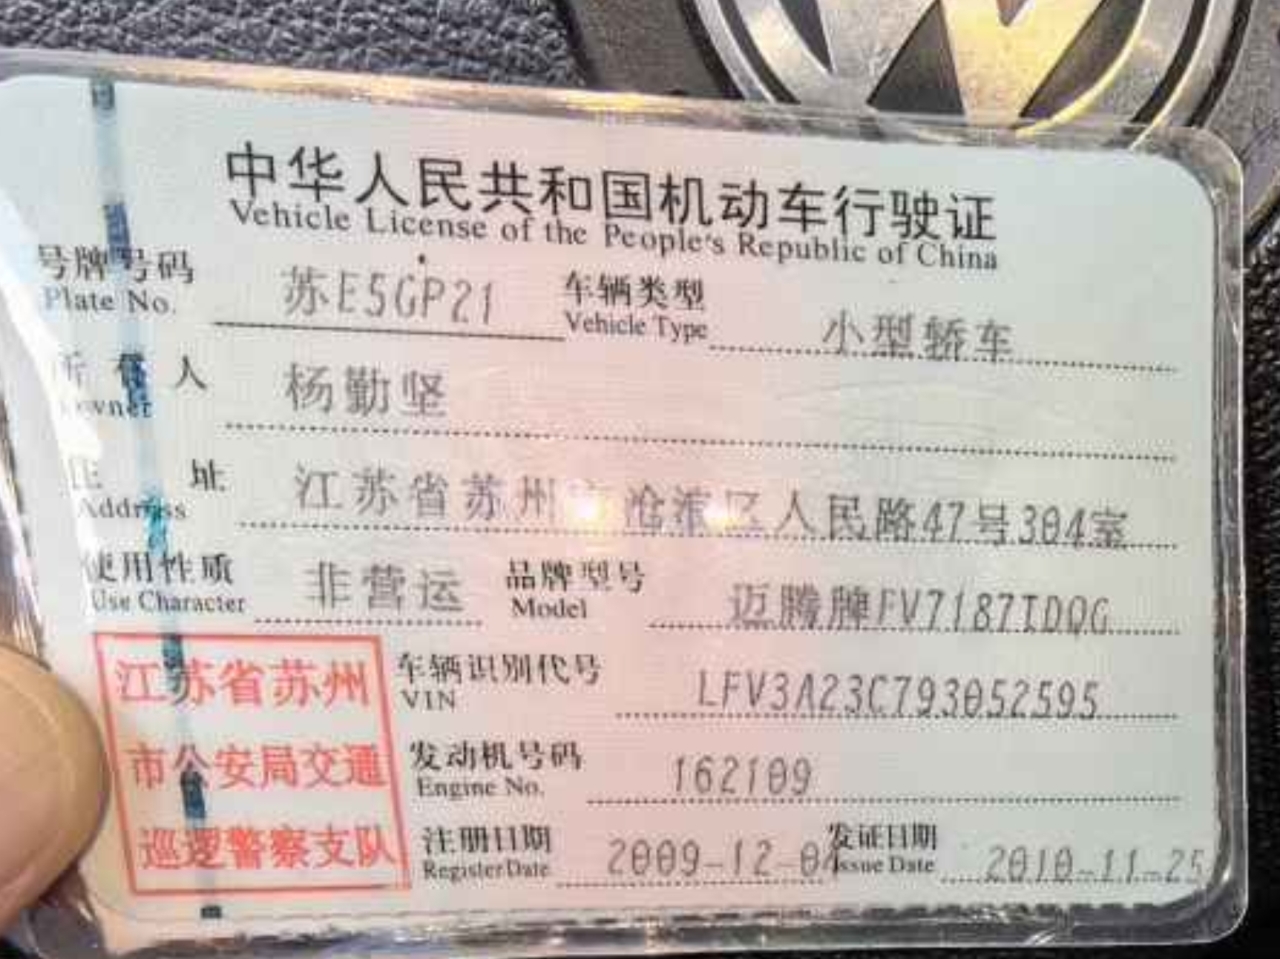 中华人民共和国机动车行驶证
Vehicle License of the People's Republic of China
号牌号码 苏E5GP21 车辆类型 小型轿车
Plate No. Vehicle Type
所有人 杨勤坚
Owner
住址 江苏省苏州市沧浪区人民路47号304室
Address
使用性质 非营运 品牌型号 迈腾牌FV7187TDQG
Use Character Model
江苏省苏州 车辆识别代号 LFV3A23C793052595
VIN
市公安局交通 发动机号码 162109
Engine No.
巡逻警察支队 注册日期 2009-12-04 发证日期 2010-11-25
Register Date Issue Date